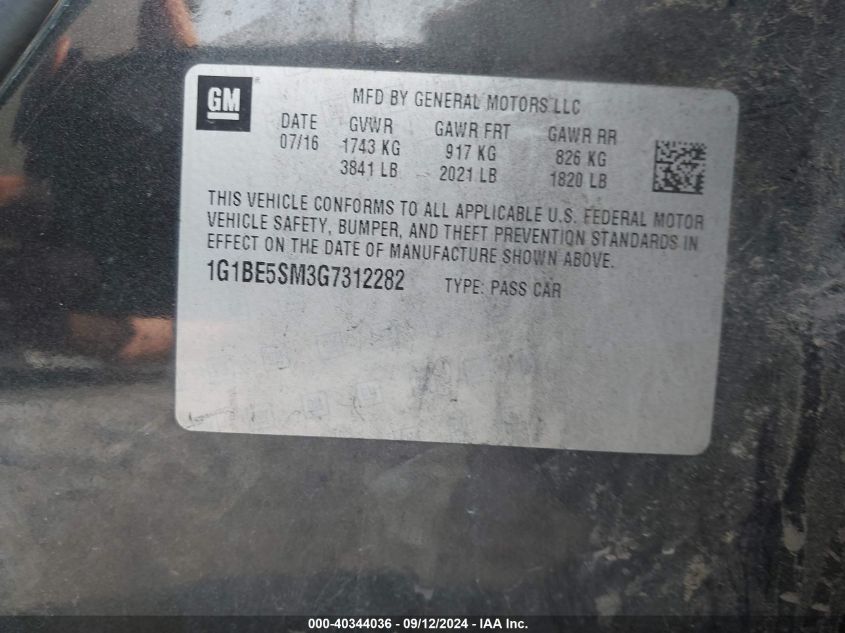 GM®
MFD BY GENERAL MOTORS LLC
DATE GVWR GAWR FRT GAWR RR
07/16 1743 KG 917 KG 826 KG
3841 LB 2021 LB 1820 LB
THIS VEHICLE CONFORMS TO ALL APPLICABLE U.S. FEDERAL MOTOR
VEHICLE SAFETY, BUMPER, AND THEFT PREVENTION STANDARDS IN
EFFECT ON THE DATE OF MANUFACTURE SHOWN ABOVE.
1G1BE5SM3G7312282 TYPE: PASS CAR
000-40344036 - 09/12/2024 - IAA Inc.